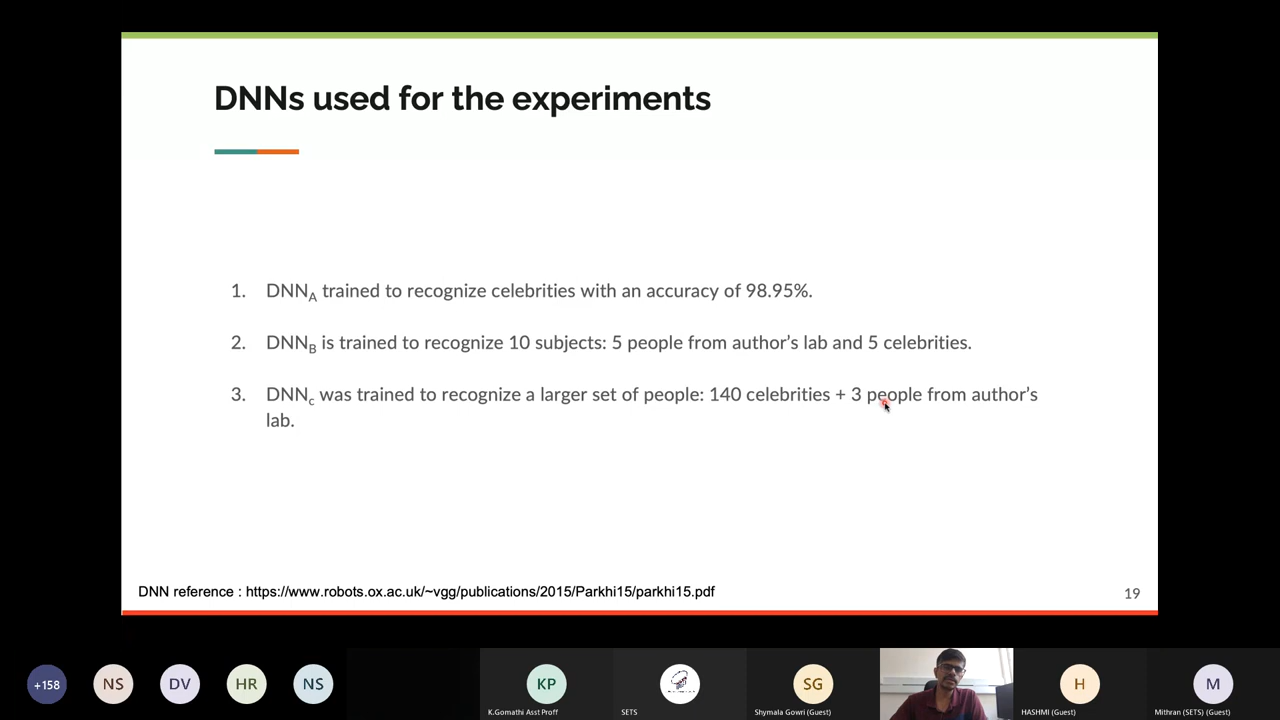 DNNs used for the experiments
1. DNNA trained to recognize celebrities with an accuracy of 98.95%.
2. DNNB is trained to recognize 10 subjects: 5 people from author's lab and 5 celebrities.
3. DNNc was trained to recognize a larger set of people: 140 celebrities + 3 people from author's
lab.
DNN reference : https://www.robots.ox.ac.uk/~vgg/publications/2015/Parkhi15/parkhi15.pdf
19
+158 NS DV HR NS KP SG H M
K.Gomathi Asst Proff SETS Shymala Gowri (Guest) HASHMI (Guest) Mithran (SETS) (Guest)